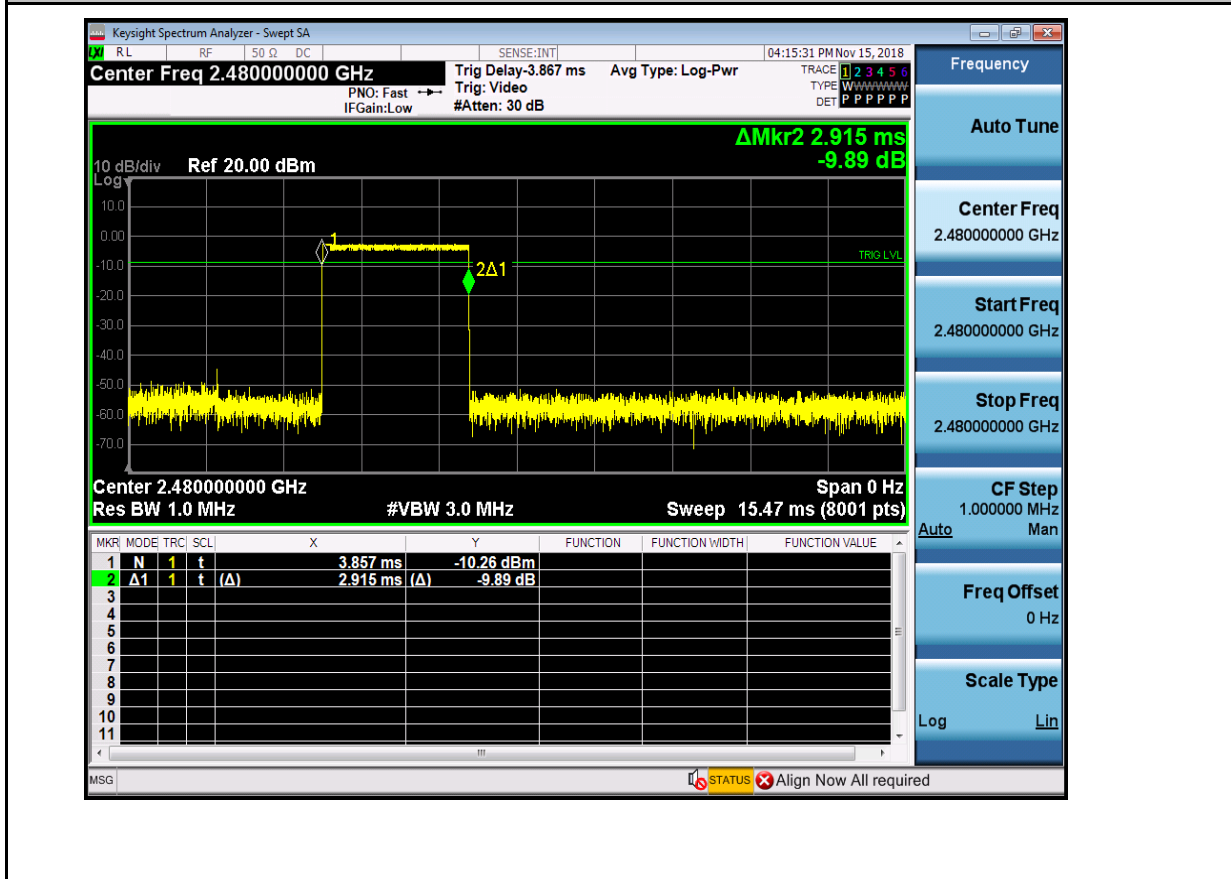 Keysight Spectrum Analyzer - Swept SA
LXI RL RF 50 Ω DC SENSE:INT 04:15:31 PM Nov 15, 2018
Center Freq 2.480000000 GHz
PNO: Fast
IFGain:Low
Trig Delay-3.867 ms
Trig: Video
#Atten: 30 dB
Avg Type: Log-Pwr
TRACE 1 2 3 4 5 6
TYPE WWWWWW
DET P P P P P P
ΔMkr2 2.915 ms
-9.89 dB
10 dB/div Ref 20.00 dBm
Log
10.0
0.00
-10.0
-20.0
-30.0
-40.0
-50.0
-60.0
-70.0
1
2Δ1
TRIG LVL
Center 2.480000000 GHz Span 0 Hz
Res BW 1.0 MHz #VBW 3.0 MHz Sweep 15.47 ms (8001 pts)
MKR MODE TRC SCL X Y FUNCTION FUNCTION WIDTH FUNCTION VALUE
1 N 1 t 3.857 ms -10.26 dBm
2 Δ1 1 t (Δ) 2.915 ms (Δ) -9.89 dB
3
4
5
6
7
8
9
10
11
MSG STATUS Align Now All required
Frequency
Auto Tune
Center Freq
2.480000000 GHz
Start Freq
2.480000000 GHz
Stop Freq
2.480000000 GHz
CF Step
1.000000 MHz
Auto Man
Freq Offset
0 Hz
Scale Type
Log Lin